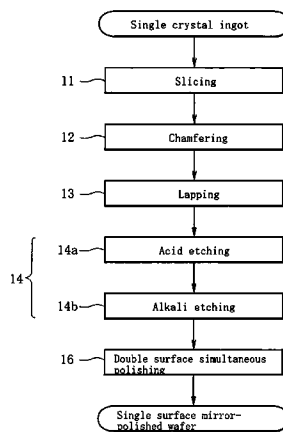 Single crystal ingot
11
Slicing
12
Chamfering
13
Lapping
14
14a
Acid etching
14b
Alkali etching
16
Double surface simultaneous
polishing
Single surface mirror-
polished wafer